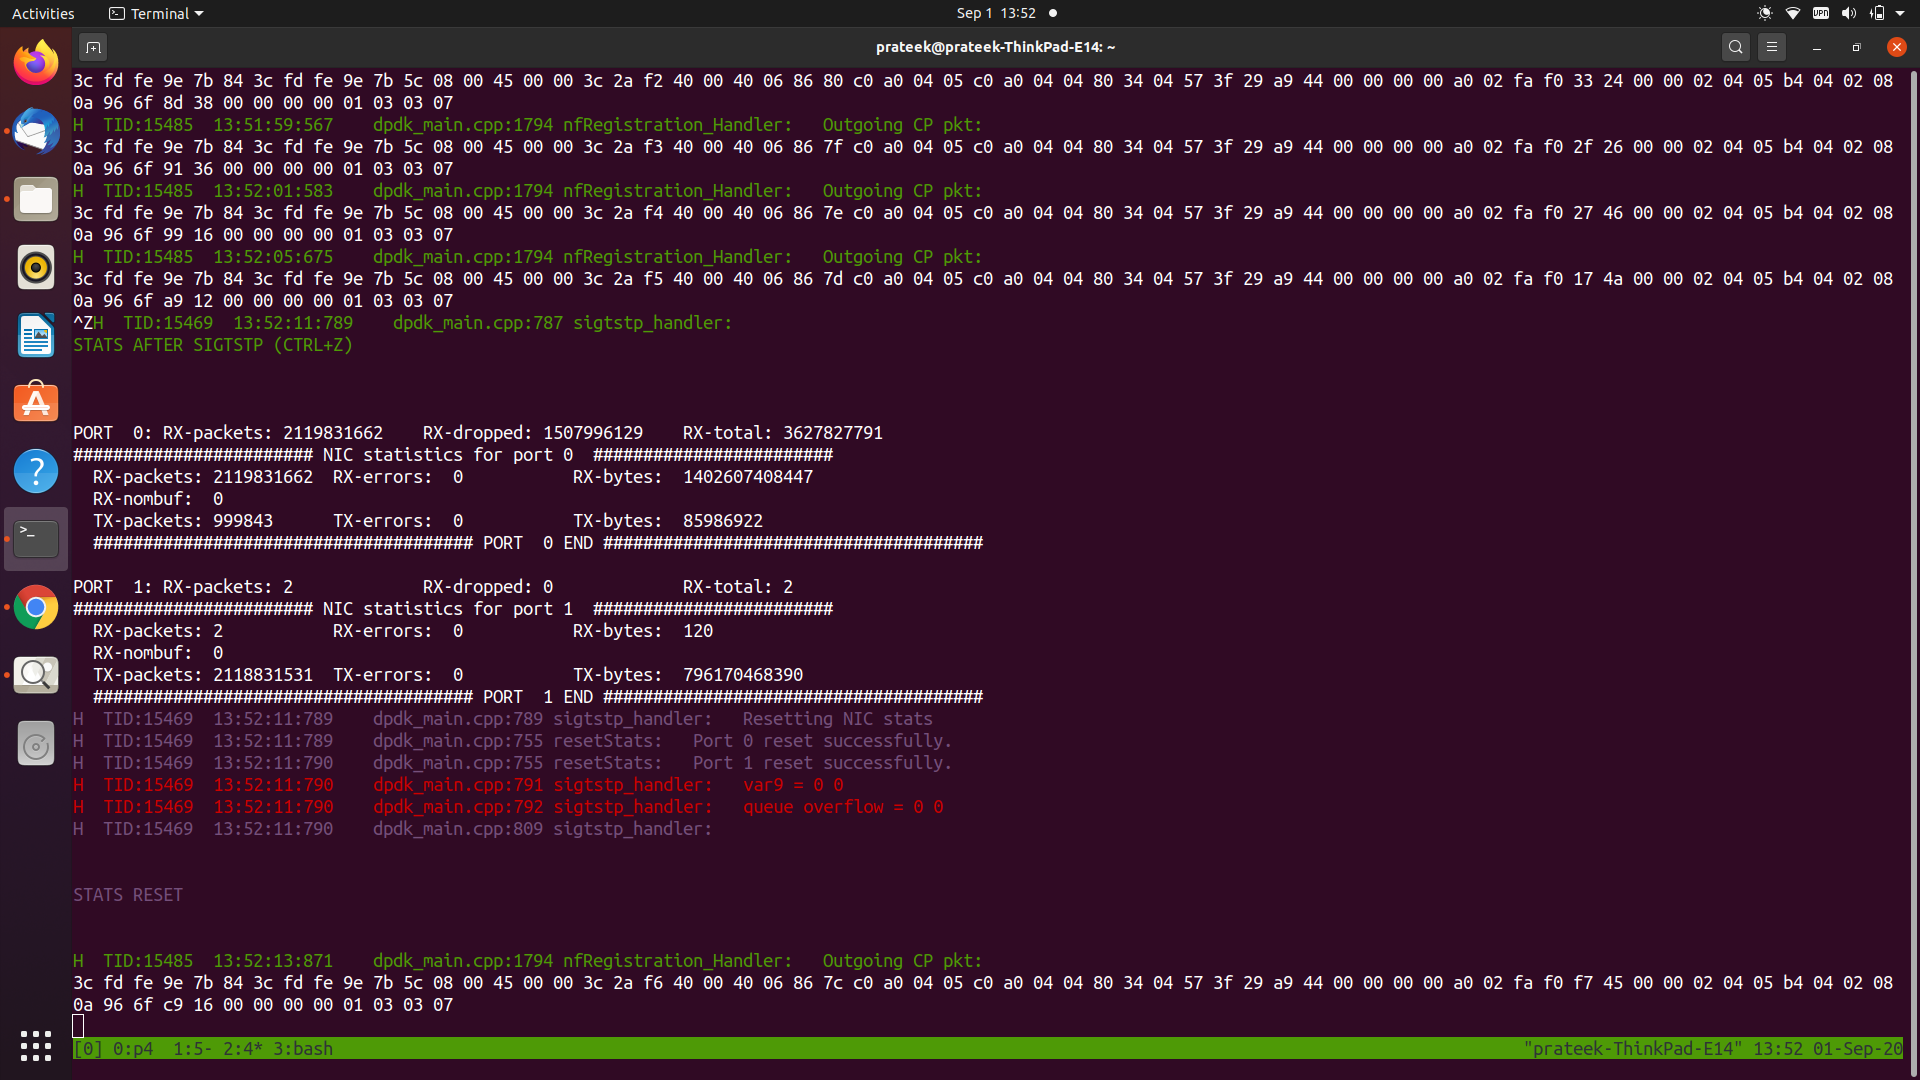 Activities
Terminal
Sep 1 13:52
VPN
prateek@prateek-ThinkPad-E14: ~
3c fd fe 9e 7b 84 3c fd fe 9e 7b 5c 08 00 45 00 00 3c 2a f2 40 00 40 06 86 80 c0 a0 04 05 c0 a0 04 04 80 34 04 57 3f 29 a9 44 00 00 00 00 a0 02 fa f0 33 24 00 00 02 04 05 b4 04 02 08
0a 96 6f 8d 38 00 00 00 00 01 03 03 07
H  TID:15485  13:51:59:567    dpdk_main.cpp:1794 nfRegistration_Handler:   Outgoing CP pkt:
3c fd fe 9e 7b 84 3c fd fe 9e 7b 5c 08 00 45 00 00 3c 2a f3 40 00 40 06 86 7f c0 a0 04 05 c0 a0 04 04 80 34 04 57 3f 29 a9 44 00 00 00 00 a0 02 fa f0 2f 26 00 00 02 04 05 b4 04 02 08
0a 96 6f 91 36 00 00 00 00 01 03 03 07
H  TID:15485  13:52:01:583    dpdk_main.cpp:1794 nfRegistration_Handler:   Outgoing CP pkt:
3c fd fe 9e 7b 84 3c fd fe 9e 7b 5c 08 00 45 00 00 3c 2a f4 40 00 40 06 86 7e c0 a0 04 05 c0 a0 04 04 80 34 04 57 3f 29 a9 44 00 00 00 00 a0 02 fa f0 27 46 00 00 02 04 05 b4 04 02 08
0a 96 6f 99 16 00 00 00 00 01 03 03 07
H  TID:15485  13:52:05:675    dpdk_main.cpp:1794 nfRegistration_Handler:   Outgoing CP pkt:
3c fd fe 9e 7b 84 3c fd fe 9e 7b 5c 08 00 45 00 00 3c 2a f5 40 00 40 06 86 7d c0 a0 04 05 c0 a0 04 04 80 34 04 57 3f 29 a9 44 00 00 00 00 a0 02 fa f0 17 4a 00 00 02 04 05 b4 04 02 08
0a 96 6f a9 12 00 00 00 00 01 03 03 07
^ZH  TID:15469  13:52:11:789    dpdk_main.cpp:787 sigtstp_handler:
STATS AFTER SIGTSTP (CTRL+Z)
PORT  0: RX-packets: 2119831662    RX-dropped: 1507996129    RX-total: 3627827791
######################## NIC statistics for port 0  ########################
RX-packets: 2119831662  RX-errors:  0           RX-bytes:  1402607408447
RX-nombuf:  0
TX-packets: 999843      TX-errors:  0           TX-bytes:  85986922
###################################### PORT  0 END ######################################
PORT  1: RX-packets: 2             RX-dropped: 0             RX-total: 2
######################## NIC statistics for port 1  ########################
RX-packets: 2           RX-errors:  0           RX-bytes:  120
RX-nombuf:  0
TX-packets: 2118831531  TX-errors:  0           TX-bytes:  796170468390
###################################### PORT  1 END ######################################
H  TID:15469  13:52:11:789    dpdk_main.cpp:789 sigtstp_handler:   Resetting NIC stats
H  TID:15469  13:52:11:789    dpdk_main.cpp:755 resetStats:   Port 0 reset successfully.
H  TID:15469  13:52:11:790    dpdk_main.cpp:755 resetStats:   Port 1 reset successfully.
H  TID:15469  13:52:11:790    dpdk_main.cpp:791 sigtstp_handler:   var9 = 0 0
H  TID:15469  13:52:11:790    dpdk_main.cpp:792 sigtstp_handler:   queue overflow = 0 0
H  TID:15469  13:52:11:790    dpdk_main.cpp:809 sigtstp_handler:
STATS RESET
H  TID:15485  13:52:13:871    dpdk_main.cpp:1794 nfRegistration_Handler:   Outgoing CP pkt:
3c fd fe 9e 7b 84 3c fd fe 9e 7b 5c 08 00 45 00 00 3c 2a f6 40 00 40 06 86 7c c0 a0 04 05 c0 a0 04 04 80 34 04 57 3f 29 a9 44 00 00 00 00 a0 02 fa f0 f7 45 00 00 02 04 05 b4 04 02 08
0a 96 6f c9 16 00 00 00 00 01 03 03 07
[0] 0:p4  1:5- 2:4* 3:bash "prateek-ThinkPad-E14" 13:52 01-Sep-20